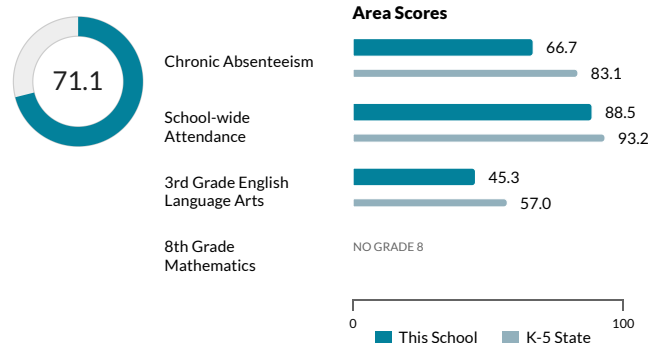 Area Scores
71.1
Chronic Absenteeism
66.7
83.1
School-wide
Attendance
88.5
93.2
3rd Grade English
Language Arts
45.3
57.0
8th Grade
Mathematics
NO GRADE 8
0
100
This School
K-5 State